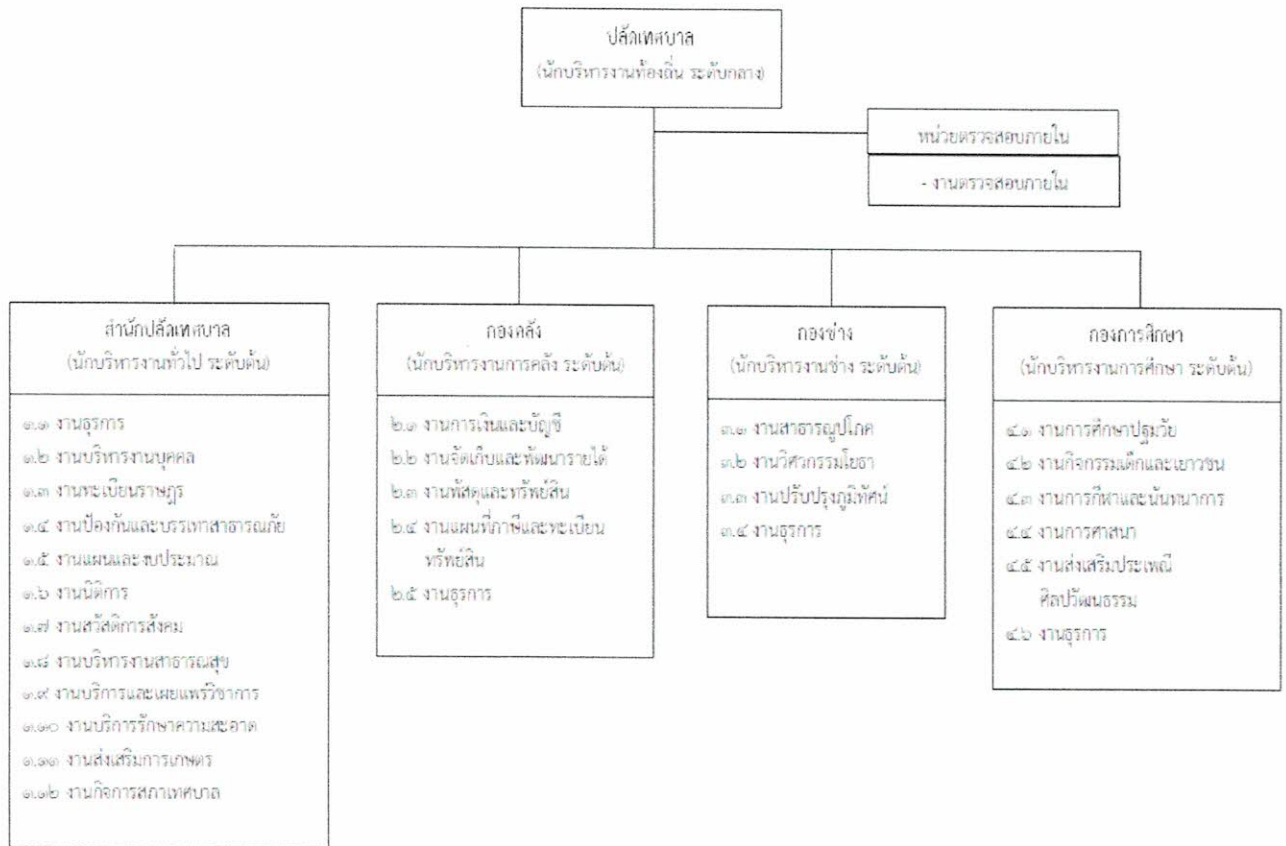 ปลัดเทศบาล
(นักบริหารงานท้องถิ่น ระดับกลาง)
หน่วยตรวจสอบภายใน
- งานตรวจสอบภายใน
สำนักปลัดเทศบาล
(นักบริหารงานทั่วไป ระดับต้น)
๑.๑ งานธุรการ
๑.๒ งานบริหารงานบุคคล
๑.๓ งานทะเบียนราษฎร
๑.๔ งานป้องกันและบรรเทาสาธารณภัย
๑.๕ งานแผนและงบประมาณ
๑.๖ งานนิติการ
๑.๗ งานสวัสดิการสังคม
๑.๘ งานบริหารงานสาธารณสุข
๑.๙ งานบริการและเผยแพร่วิชาการ
๑.๑๐ งานบริการรักษาความสะอาด
๑.๑๑ งานส่งเสริมการเกษตร
๑.๑๒ งานกิจการสภาเทศบาล
กองคลัง
(นักบริหารงานการคลัง ระดับต้น)
๒.๑ งานการเงินและบัญชี
๒.๒ งานจัดเก็บและพัฒนารายได้
๒.๓ งานพัสดุและทรัพย์สิน
๒.๔ งานแผนที่ภาษีและทะเบียน
ทรัพย์สิน
๒.๕ งานธุรการ
กองช่าง
(นักบริหารงานช่าง ระดับต้น)
๓.๑ งานสาธารณูปโภค
๓.๒ งานวิศวกรรมโยธา
๓.๓ งานปรับปรุงภูมิทัศน์
๓.๔ งานธุรการ
กองการศึกษา
(นักบริหารงานการศึกษา ระดับต้น)
๔.๑ งานการศึกษาปฐมวัย
๔.๒ งานกิจกรรมเด็กและเยาวชน
๔.๓ งานการกีฬาและนันทนาการ
๔.๔ งานการศาสนา
๔.๕ งานส่งเสริมประเพณี
ศิลปวัฒนธรรม
๔.๖ งานธุรการ